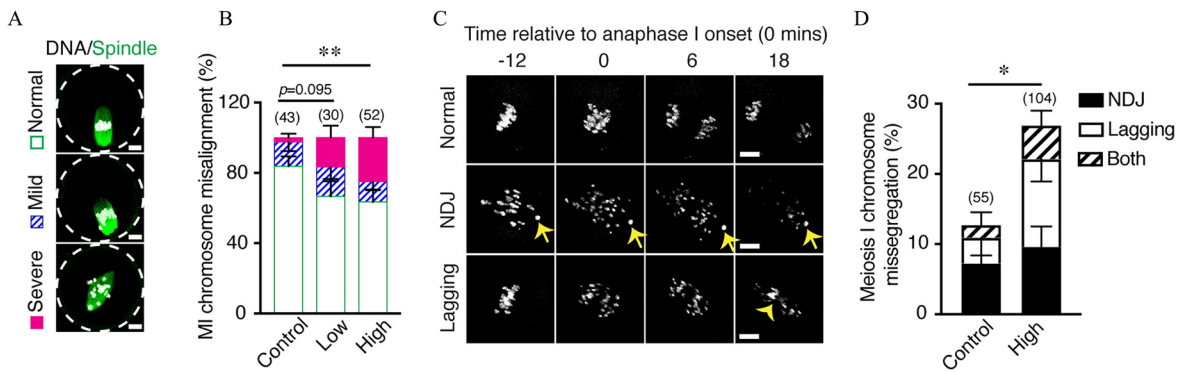 A
DNA/Spindle
Normal
Mild
Severe
B
MI chromosome misalignment (%)
**
p=0.095
(43) (30) (52)
120
80
40
0
Control
Low
High
C
Time relative to anaphase I onset (0 mins)
-12 0 6 18
Normal
NDJ
Lagging
D
Meiosis I chromosome
missegregation (%)
*
(104)
(55)
30
20
10
0
Control
High
NDJ
Lagging
Both